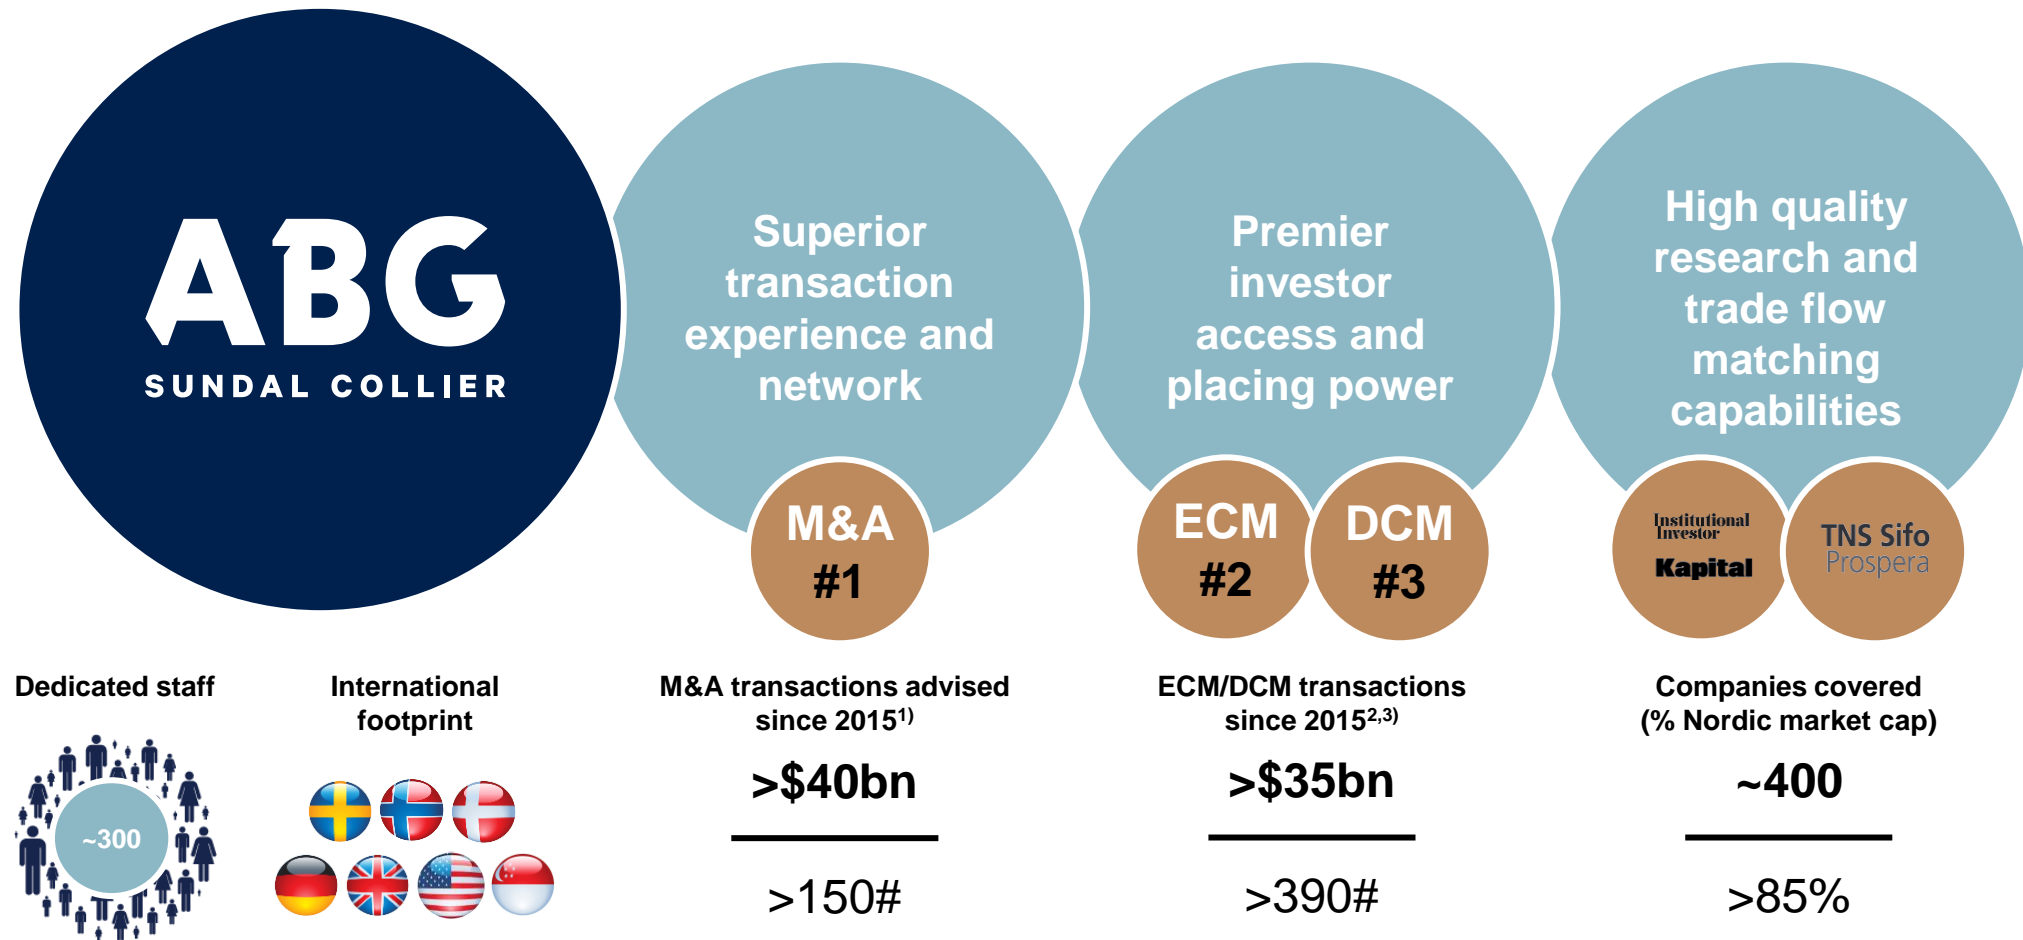 ABG
SUNDAL COLLIER
Superior
transaction
experience and
network
M&A
#1
Premier
investor
access and
placing power
ECM
#2
DCM
#3
High quality
research and
trade flow
matching
capabilities
Institutional
Investor
Kapital
TNS Sifo
Prospera
Dedicated staff
~300
International
footprint
M&A transactions advised
since 2015¹⁾
>$40bn
>150#
ECM/DCM transactions
since 2015²,³⁾
>$35bn
>390#
Companies covered
(% Nordic market cap)
~400
>85%